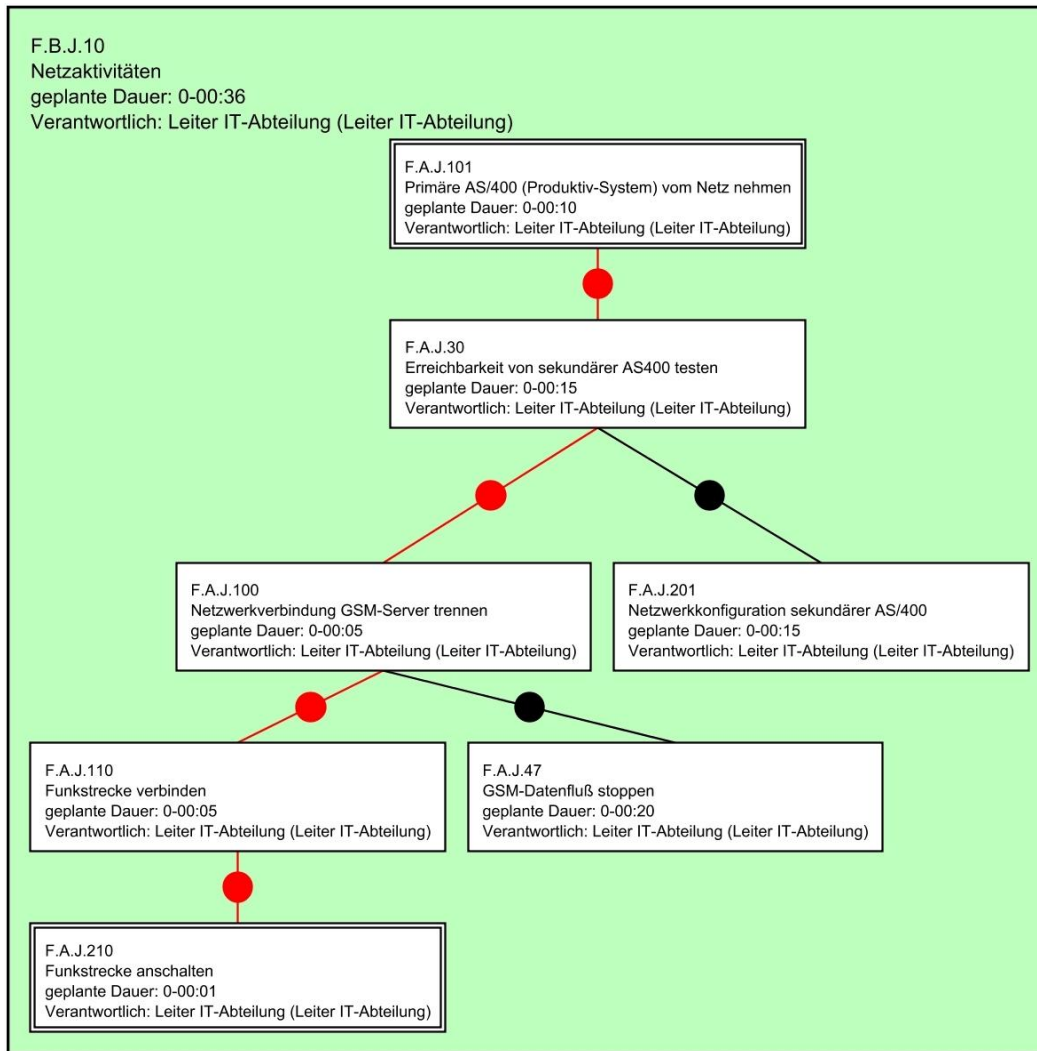 F.B.J.10
Netzaktivitäten
geplante Dauer: 0-00:36
Verantwortlich: Leiter IT-Abteilung (Leiter IT-Abteilung)
F.A.J.101
Primäre AS/400 (Produktiv-System) vom Netz nehmen
geplante Dauer: 0-00:10
Verantwortlich: Leiter IT-Abteilung (Leiter IT-Abteilung)
F.A.J.30
Erreichbarkeit von sekundärer AS400 testen
geplante Dauer: 0-00:15
Verantwortlich: Leiter IT-Abteilung (Leiter IT-Abteilung)
F.A.J.100
Netzwerkverbindung GSM-Server trennen
geplante Dauer: 0-00:05
Verantwortlich: Leiter IT-Abteilung (Leiter IT-Abteilung)
F.A.J.201
Netzwerkkonfiguration sekundärer AS/400
geplante Dauer: 0-00:15
Verantwortlich: Leiter IT-Abteilung (Leiter IT-Abteilung)
F.A.J.110
Funkstrecke verbinden
geplante Dauer: 0-00:05
Verantwortlich: Leiter IT-Abteilung (Leiter IT-Abteilung)
F.A.J.47
GSM-Datenfluß stoppen
geplante Dauer: 0-00:20
Verantwortlich: Leiter IT-Abteilung (Leiter IT-Abteilung)
F.A.J.210
Funkstrecke anschalten
geplante Dauer: 0-00:01
Verantwortlich: Leiter IT-Abteilung (Leiter IT-Abteilung)